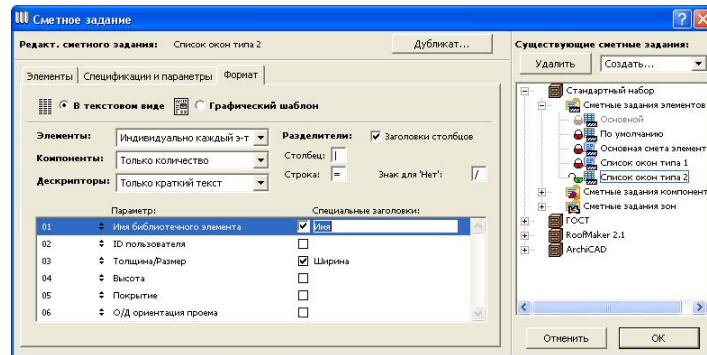 Сметное задание
Редакт. сметного задания: Список окон типа 2
Дубликат...
Элементы Спецификации и параметры Формат
В текстовом виде Графический шаблон
Элементы: Индивидуально каждый э-т
Компоненты: Только количество
Дескрипторы: Только краткий текст
Разделители: Заголовки столбцов
Столбец: |
Строка: = Знак для 'Нет': /
Параметр: Специальные заголовки:
01 Имя библиотечного элемента Имя
02 ID пользователя
03 Толщина/Размер Ширина
04 Высота
05 Покрытие
06 О/Д ориентация проема
Существующие сметные задания:
Удалить Создать...
Стандартный набор
Сметные задания элементов
Основной
По умолчанию
Основная смета элемент
Список окон типа 1
Список окон типа 2
Сметные задания компонент
Сметные задания зон
ГОСТ
RoofMaker 2.1
ArchiCAD
Отменить OK